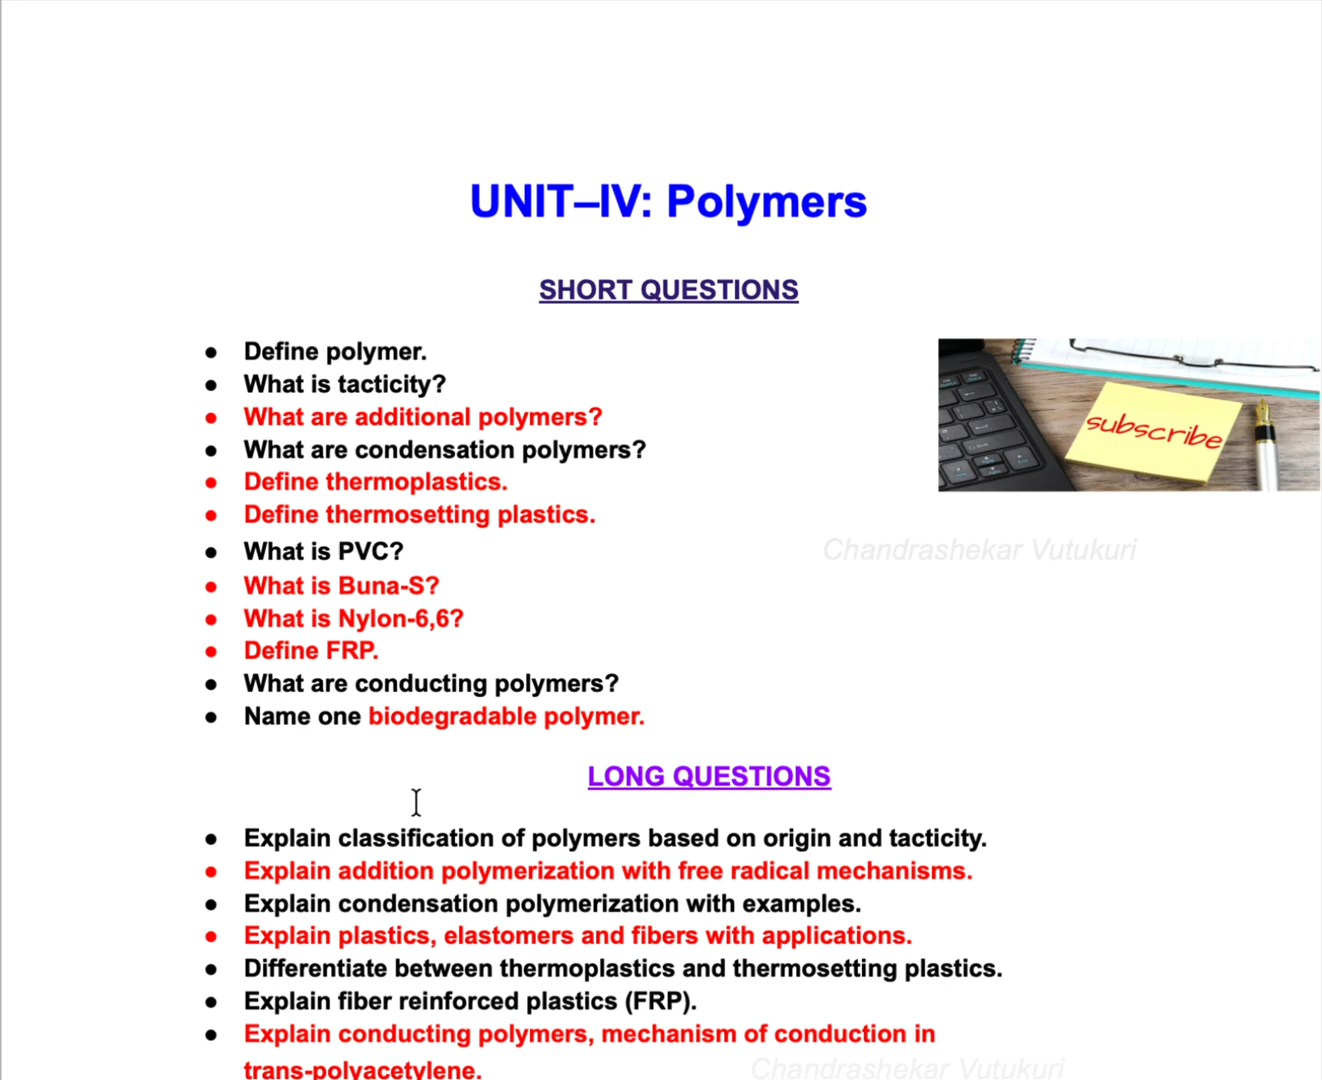 UNIT–IV: Polymers
SHORT QUESTIONS
● Define polymer.
● What is tacticity?
● What are additional polymers?
● What are condensation polymers?
● Define thermoplastics.
● Define thermosetting plastics.
● What is PVC?
● What is Buna-S?
● What is Nylon-6,6?
● Define FRP.
● What are conducting polymers?
● Name one biodegradable polymer.
subscribe
Chandrashekar Vutukuri
LONG QUESTIONS
● Explain classification of polymers based on origin and tacticity.
● Explain addition polymerization with free radical mechanisms.
● Explain condensation polymerization with examples.
● Explain plastics, elastomers and fibers with applications.
● Differentiate between thermoplastics and thermosetting plastics.
● Explain fiber reinforced plastics (FRP).
● Explain conducting polymers, mechanism of conduction in
trans-polyacetylene.
Chandrashekar Vutukuri